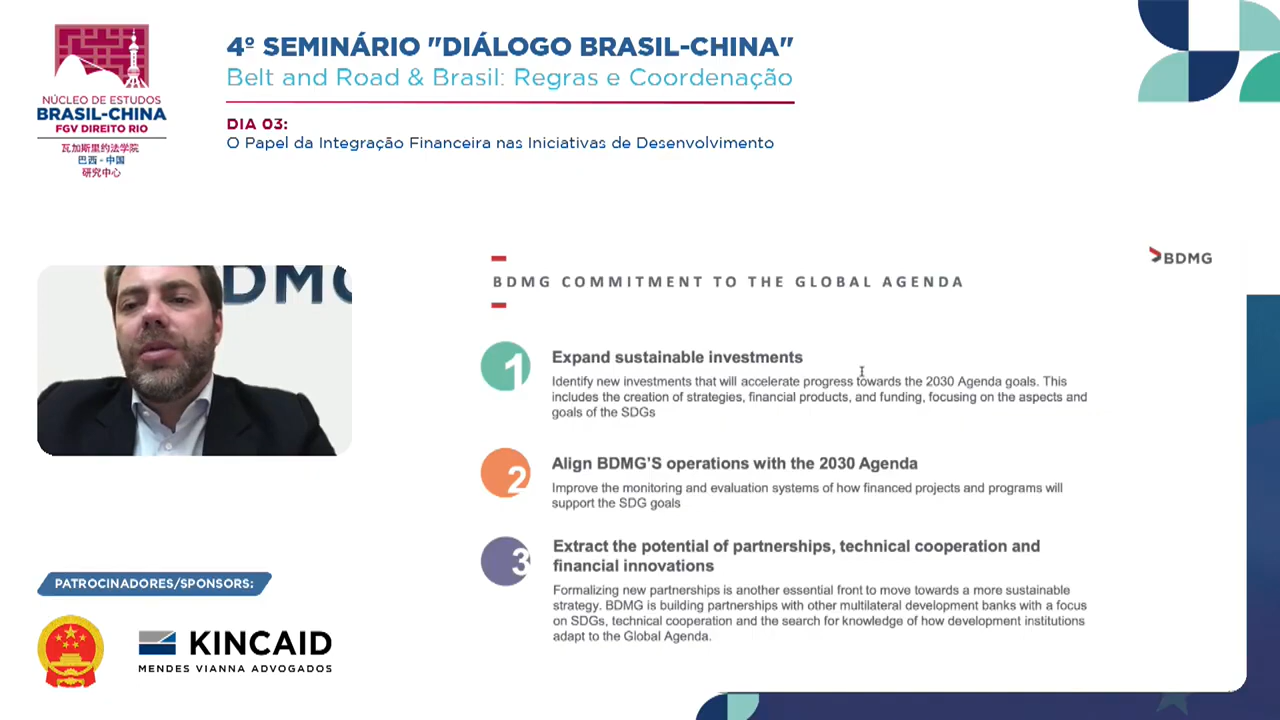 4º SEMINÁRIO "DIÁLOGO BRASIL-CHINA"
Belt and Road & Brasil: Regras e Coordenação
DIA 03:
O Papel da Integração Financeira nas Iniciativas de Desenvolvimento
NÚCLEO DE ESTUDOS
BRASIL-CHINA
FGV DIREITO RIO
瓦加斯里约法学院
巴西 - 中国
研究中心
BDMG
BDMG
BDMG COMMITMENT TO THE GLOBAL AGENDA
1
Expand sustainable investments
Identify new investments that will accelerate progress towards the 2030 Agenda goals. This
includes the creation of strategies, financial products, and funding, focusing on the aspects and
goals of the SDGs
2
Align BDMG'S operations with the 2030 Agenda
Improve the monitoring and evaluation systems of how financed projects and programs will
support the SDG goals
3
Extract the potential of partnerships, technical cooperation and
financial innovations
Formalizing new partnerships is another essential front to move towards a more sustainable
strategy. BDMG is building partnerships with other multilateral development banks with a focus
on SDGs, technical cooperation and the search for knowledge of how development institutions
adapt to the Global Agenda.
PATROCINADORES/SPONSORS:
KINCAID
MENDES VIANNA ADVOGADOS